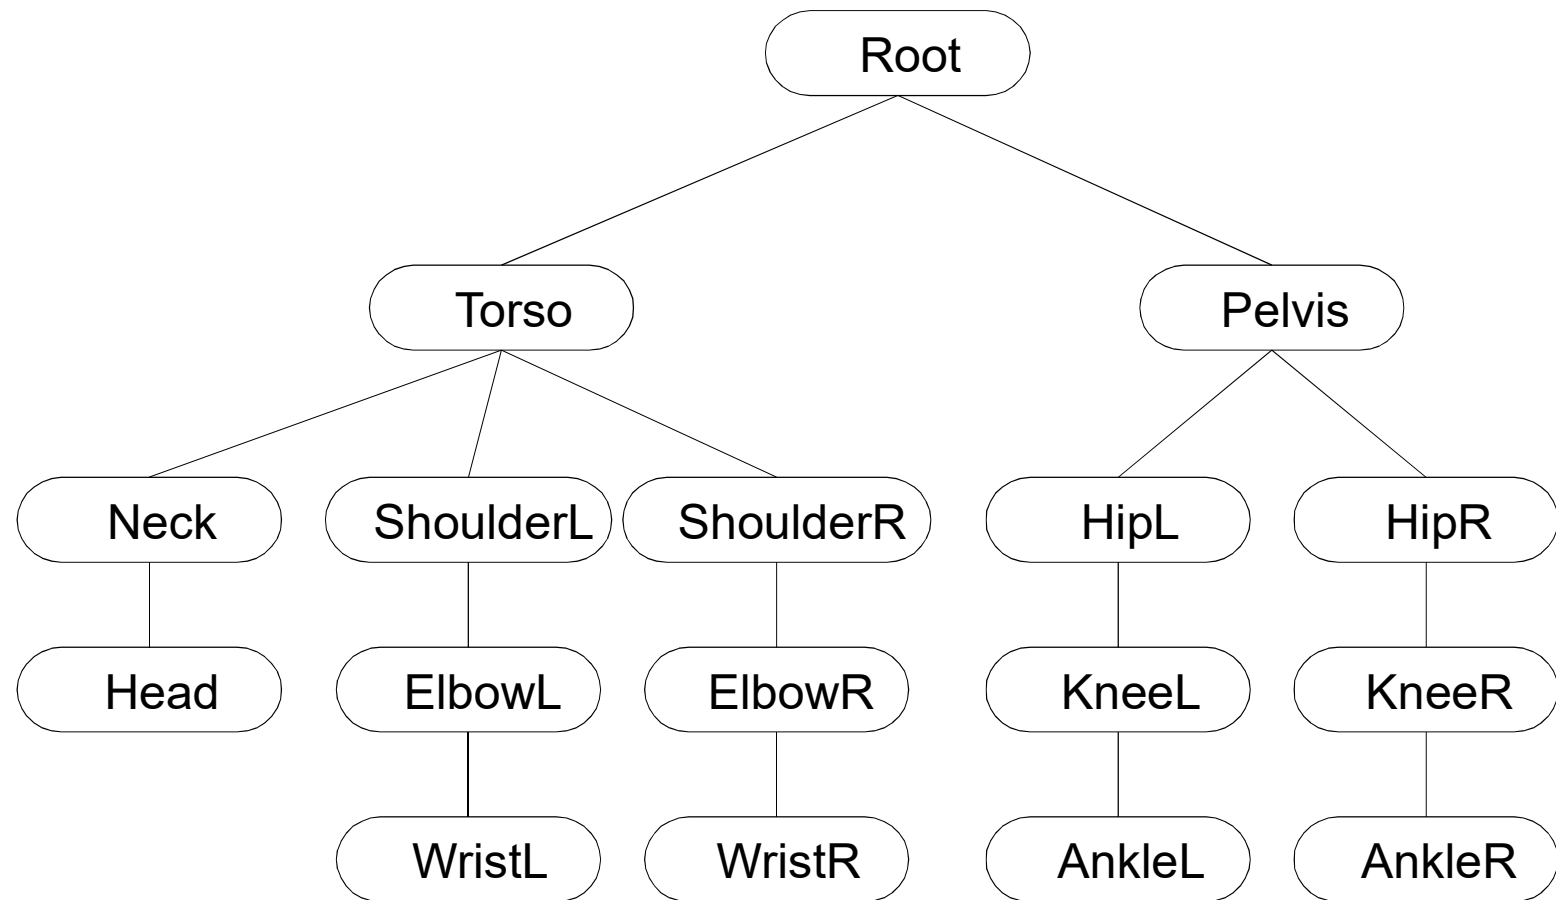 Root
Torso Pelvis
Neck ShoulderL ShoulderR HipL HipR
Head ElbowL ElbowR KneeL KneeR
WristL WristR AnkleL AnkleR